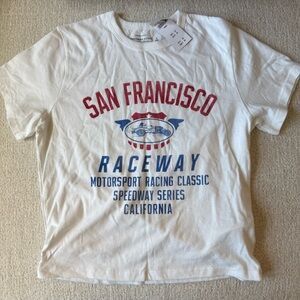 SAN FRANCISCO
RACEWAY
MOTORSPORT RACING CLASSIC
SPEEDWAY SERIES
CALIFORNIA